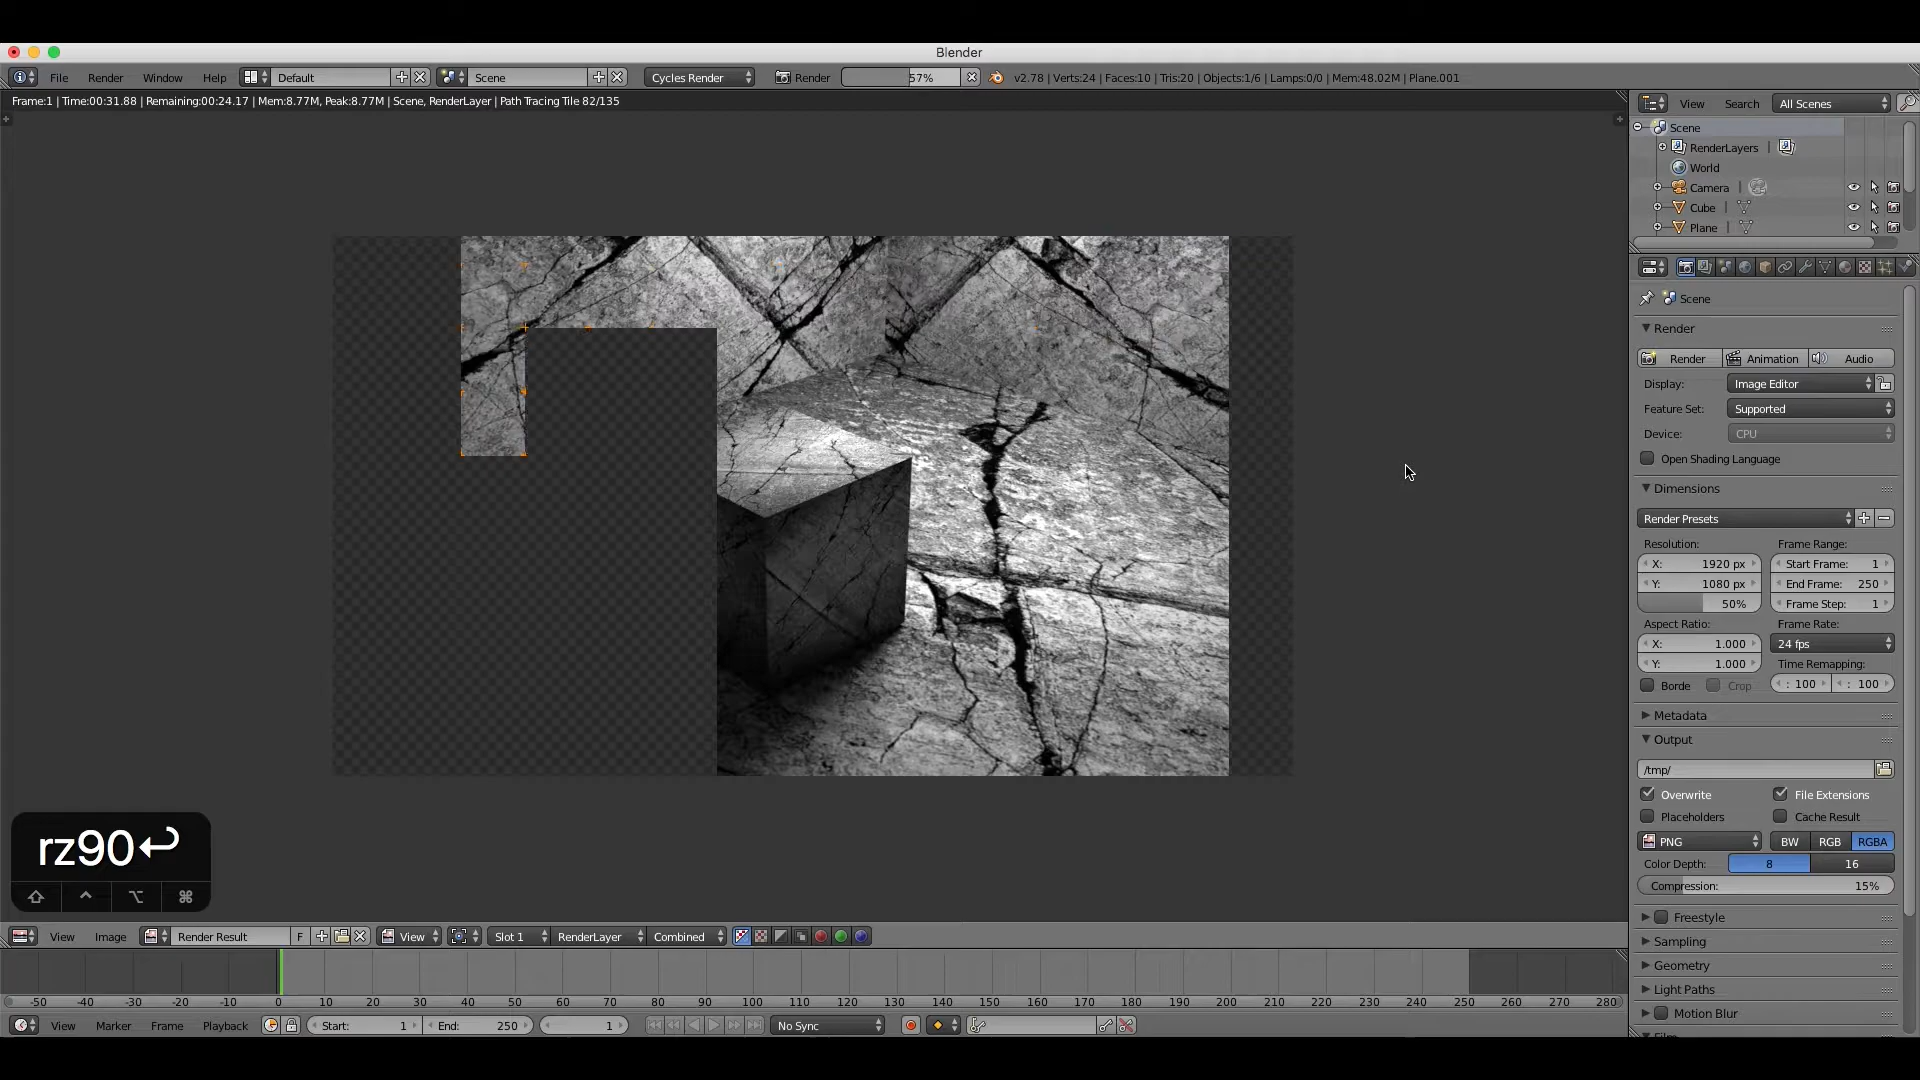 Blender
File Render Window Help Default Scene Cycles Render Render 57% v2.78 | Verts:24 | Faces:10 | Tris:20 | Objects:1/6 | Lamps:0/0 | Mem:48.02M | Plane.001
Frame:1 | Time:00:31.88 | Remaining:00:24.17 | Mem:8.77M, Peak:8.77M | Scene, RenderLayer | Path Tracing Tile 82/135
View Search All Scenes
Scene
RenderLayers
World
Camera
Cube
Plane
Scene
Render
Render Animation Audio
Display: Image Editor
Feature Set: Supported
Device: CPU
Open Shading Language
Dimensions
Render Presets
Resolution: Frame Range:
X: 1920 px Start Frame: 1
Y: 1080 px End Frame: 250
50% Frame Step: 1
Aspect Ratio: Frame Rate:
X: 1.000 24 fps
Y: 1.000 Time Remapping:
Borde Crop : 100 : 100
Metadata
Output
/tmp/
Overwrite File Extensions
Placeholders Cache Result
PNG BW RGB RGBA
Color Depth: 8 16
Compression: 15%
Freestyle
Sampling
Geometry
Light Paths
Motion Blur
rz90↩
⇧ ^ ⌥ ⌘
View Image Render Result F View Slot 1 RenderLayer Combined
-50 -40 -30 -20 -10 0 10 20 30 40 50 60 70 80 90 100 110 120 130 140 150 160 170 180 190 200 210 220 230 240 250 260 270 280
View Marker Frame Playback Start: 1 End: 250 1 No Sync